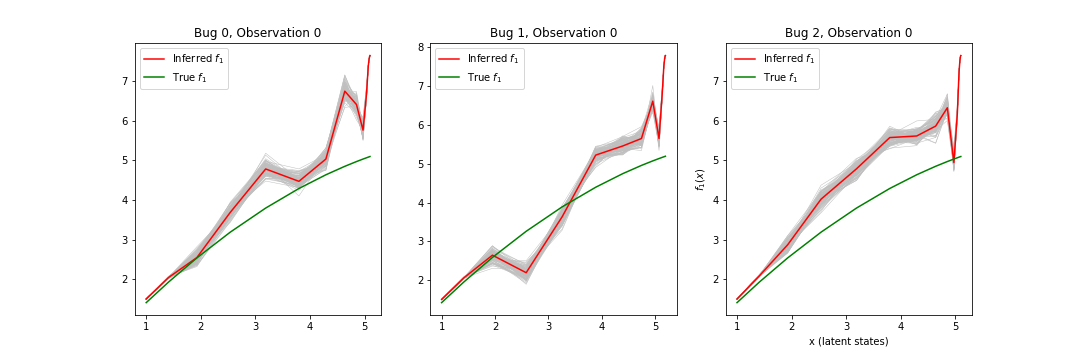 Bug 0, Observation 0
Inferred f₁
True f₁
7
6
5
4
3
2
1 2 3 4 5
Bug 1, Observation 0
Inferred f₁
True f₁
8
7
6
5
4
3
2
1 2 3 4 5
Bug 2, Observation 0
Inferred f₁
True f₁
f₁(x)
7
6
5
4
3
2
1 2 3 4 5
x (latent states)